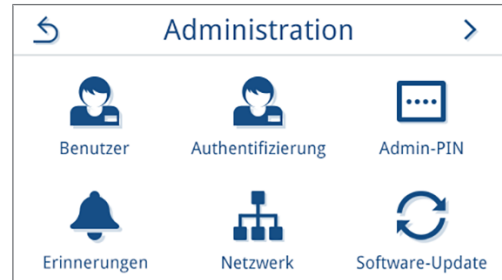 Administration
Benutzer
Authentifizierung
Admin-PIN
Erinnerungen
Netzwerk
Software-Update